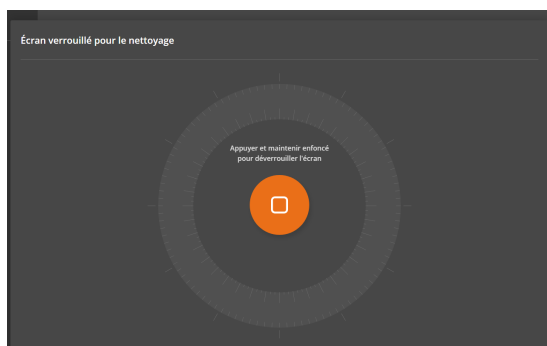 Écran verrouillé pour le nettoyage
Appuyer et maintenir enfoncé
pour déverrouiller l'écran